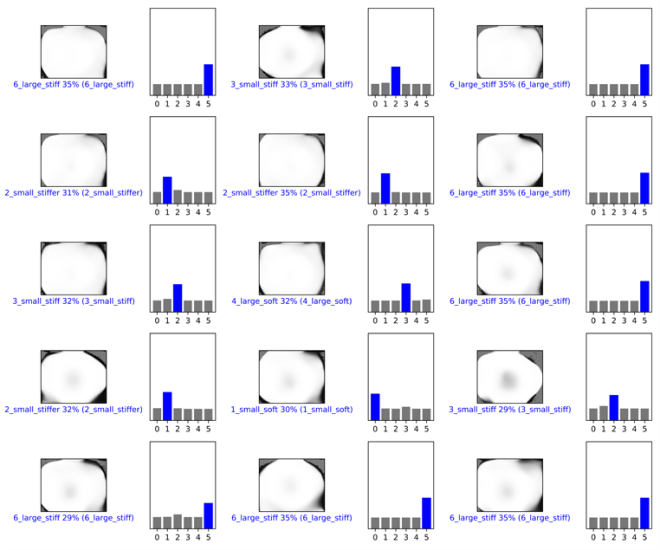 6_large_stiff 35% (6_large_stiff)
0 1 2 3 4 5
3_small_stiff 33% (3_small_stiff)
0 1 2 3 4 5
6_large_stiff 35% (6_large_stiff)
0 1 2 3 4 5
2_small_stiffer 31% (2_small_stiffer)
0 1 2 3 4 5
2_small_stiffer 35% (2_small_stiffer)
0 1 2 3 4 5
6_large_stiff 35% (6_large_stiff)
0 1 2 3 4 5
3_small_stiff 32% (3_small_stiff)
0 1 2 3 4 5
4_large_soft 32% (4_large_soft)
0 1 2 3 4 5
6_large_stiff 35% (6_large_stiff)
0 1 2 3 4 5
2_small_stiffer 32% (2_small_stiffer)
0 1 2 3 4 5
1_small_soft 30% (1_small_soft)
0 1 2 3 4 5
3_small_stiff 29% (3_small_stiff)
0 1 2 3 4 5
6_large_stiff 29% (6_large_stiff)
0 1 2 3 4 5
6_large_stiff 35% (6_large_stiff)
0 1 2 3 4 5
6_large_stiff 35% (6_large_stiff)
0 1 2 3 4 5